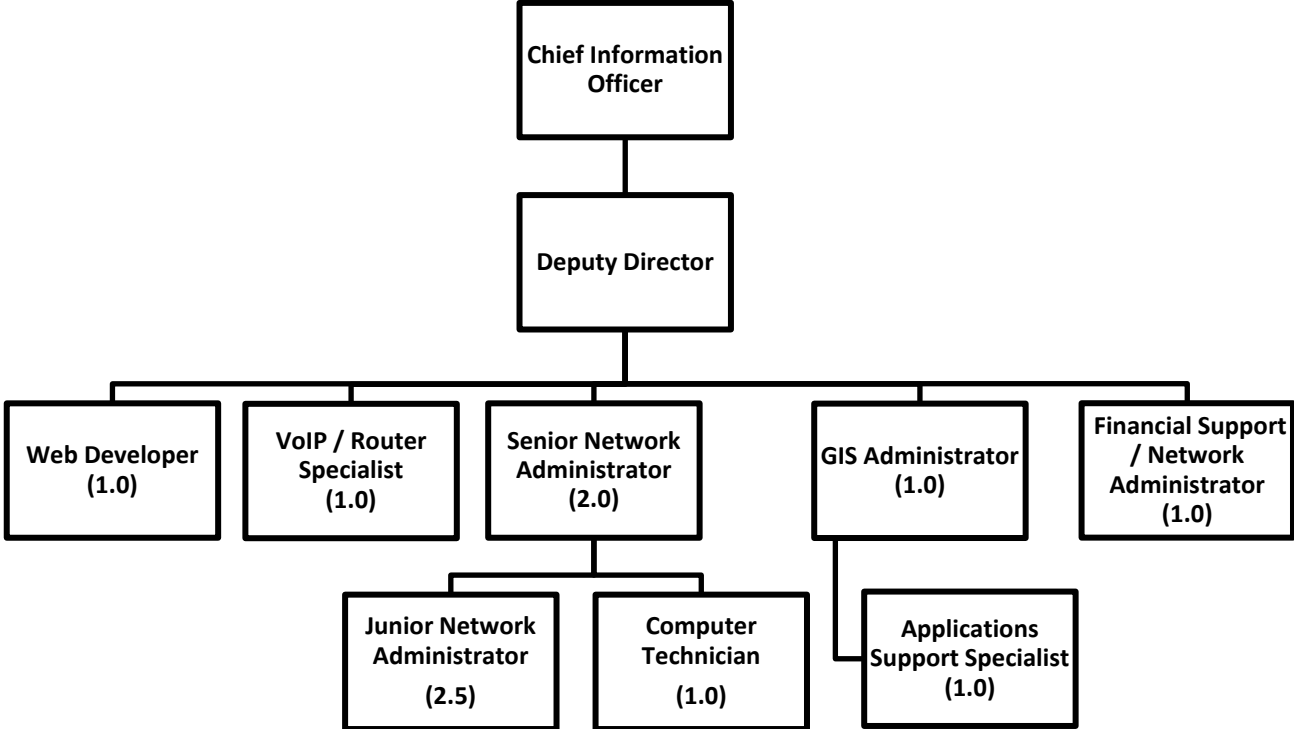 Chief Information
Officer
Deputy Director
Web Developer
(1.0)
VoIP / Router
Specialist
(1.0)
Senior Network
Administrator
(2.0)
GIS Administrator
(1.0)
Financial Support
/ Network
Administrator
(1.0)
Junior Network
Administrator
(2.5)
Computer
Technician
(1.0)
Applications
Support Specialist
(1.0)